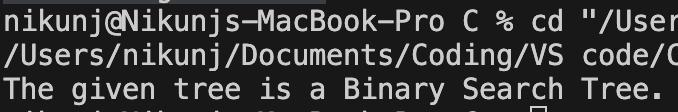 nikunj@Nikunjs-MacBook-Pro C % cd "/User
/Users/nikunj/Documents/Coding/VS code/C
The given tree is a Binary Search Tree.